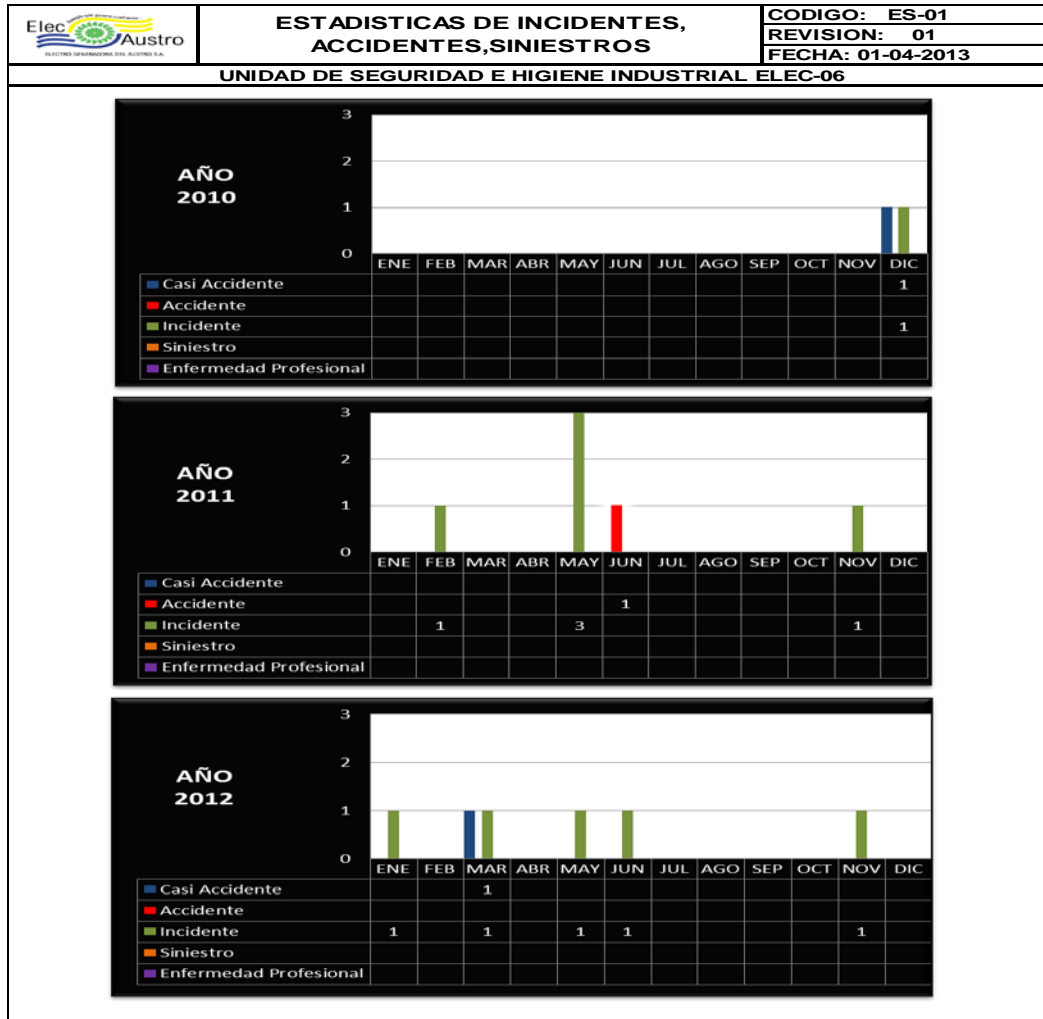 Elec
Austro
ELECTRO GENERADORA DEL AUSTRO S.A.
ESTADISTICAS DE INCIDENTES,
ACCIDENTES,SINIESTROS
CODIGO: ES-01
REVISION: 01
FECHA: 01-04-2013
UNIDAD DE SEGURIDAD E HIGIENE INDUSTRIAL ELEC-06
AÑO
2010
3
2
1
0
ENE FEB MAR ABR MAY JUN JUL AGO SEP OCT NOV DIC
Casi Accidente 1
Accidente
Incidente 1
Siniestro
Enfermedad Profesional
AÑO
2011
3
2
1
0
ENE FEB MAR ABR MAY JUN JUL AGO SEP OCT NOV DIC
Casi Accidente
Accidente 1
Incidente 1 3 1
Siniestro
Enfermedad Profesional
AÑO
2012
3
2
1
0
ENE FEB MAR ABR MAY JUN JUL AGO SEP OCT NOV DIC
Casi Accidente 1
Accidente
Incidente 1 1 1 1 1
Siniestro
Enfermedad Profesional